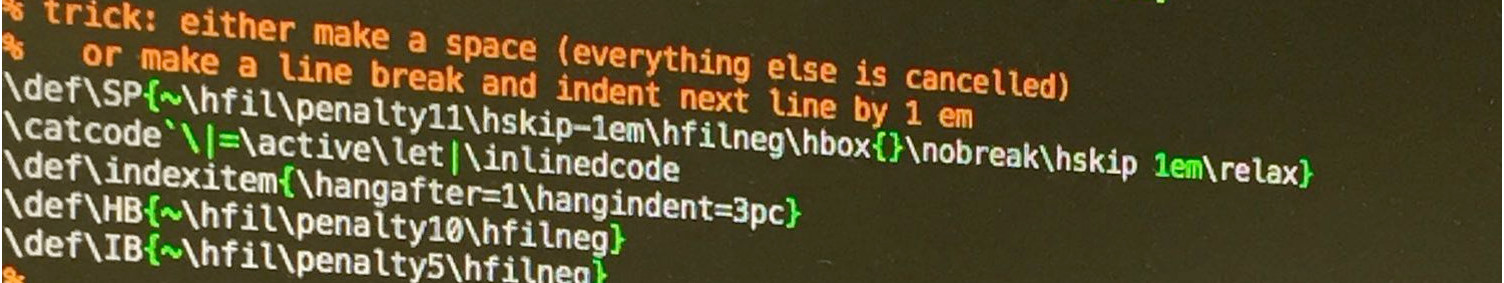 % trick: either make a space (everything else is cancelled)
%   or make a line break and indent next line by 1 em
\def\SP{~\hfil\penalty11\hskip-1em\hfilneg\hbox{}\nobreak\hskip 1em\relax}
\catcode`\|=\active\let|\inlinedcode
\def\indexitem{\hangafter=1\hangindent=3pc}
\def\HB{~\hfil\penalty10\hfilneg}
\def\IB{~\hfil\penalty5\hfilneg}
%